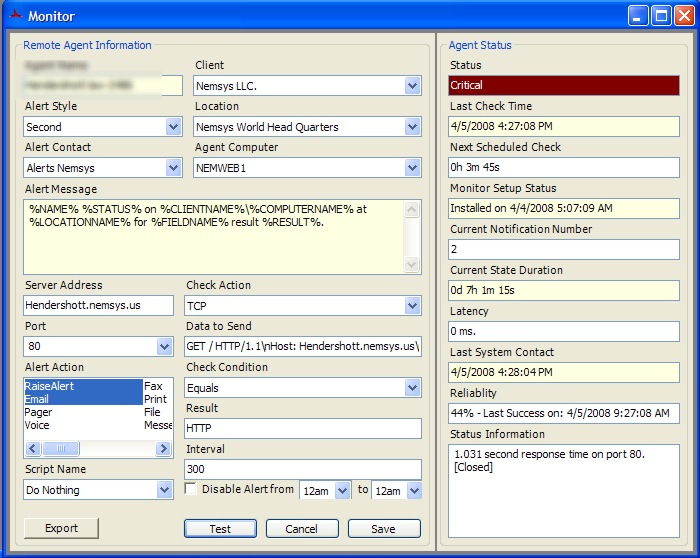 Monitor
Remote Agent Information
Client
Nemsys LLC.
Alert Style
Second
Location
Nemsys World Head Quarters
Alert Contact
Alerts Nemsys
Agent Computer
NEMWEB1
Alert Message
%NAME% %STATUS% on %CLIENTNAME%\%COMPUTERNAME% at
%LOCATIONNAME% for %FIELDNAME% result %RESULT%.
Server Address
Hendershott.nemsys.us
Check Action
TCP
Port
80
Data to Send
GET / HTTP/1.1\nHost: Hendershott.nemsys.us\
Alert Action
RaiseAlert Fax
Email Print
Pager File
Voice Messe
Check Condition
Equals
Result
HTTP
Interval
300
Script Name
Do Nothing
Disable Alert from 12am to 12am
Export
Test
Cancel
Save
Agent Status
Status
Critical
Last Check Time
4/5/2008 4:27:08 PM
Next Scheduled Check
0h 3m 45s
Monitor Setup Status
Installed on 4/4/2008 5:07:09 AM
Current Notification Number
2
Current State Duration
0d 7h 1m 15s
Latency
0 ms.
Last System Contact
4/5/2008 4:28:04 PM
Reliablity
44% - Last Success on: 4/5/2008 9:27:08 AM
Status Information
1.031 second response time on port 80.
[Closed]